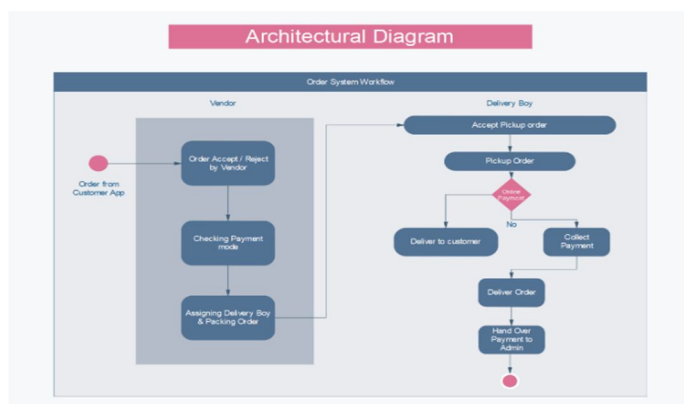 Architectural Diagram
Order System Workflow
Vendor
Delivery Boy
Order from
Customer App
Order Accept / Reject
by Vendor
Checking Payment
mode
Assigning Delivery Boy
& Packing Order
Accept Pickup order
Pickup Order
Online
Payment
No
Deliver to customer
Collect
Payment
Deliver Order
Hand Over
Payment to
Admin